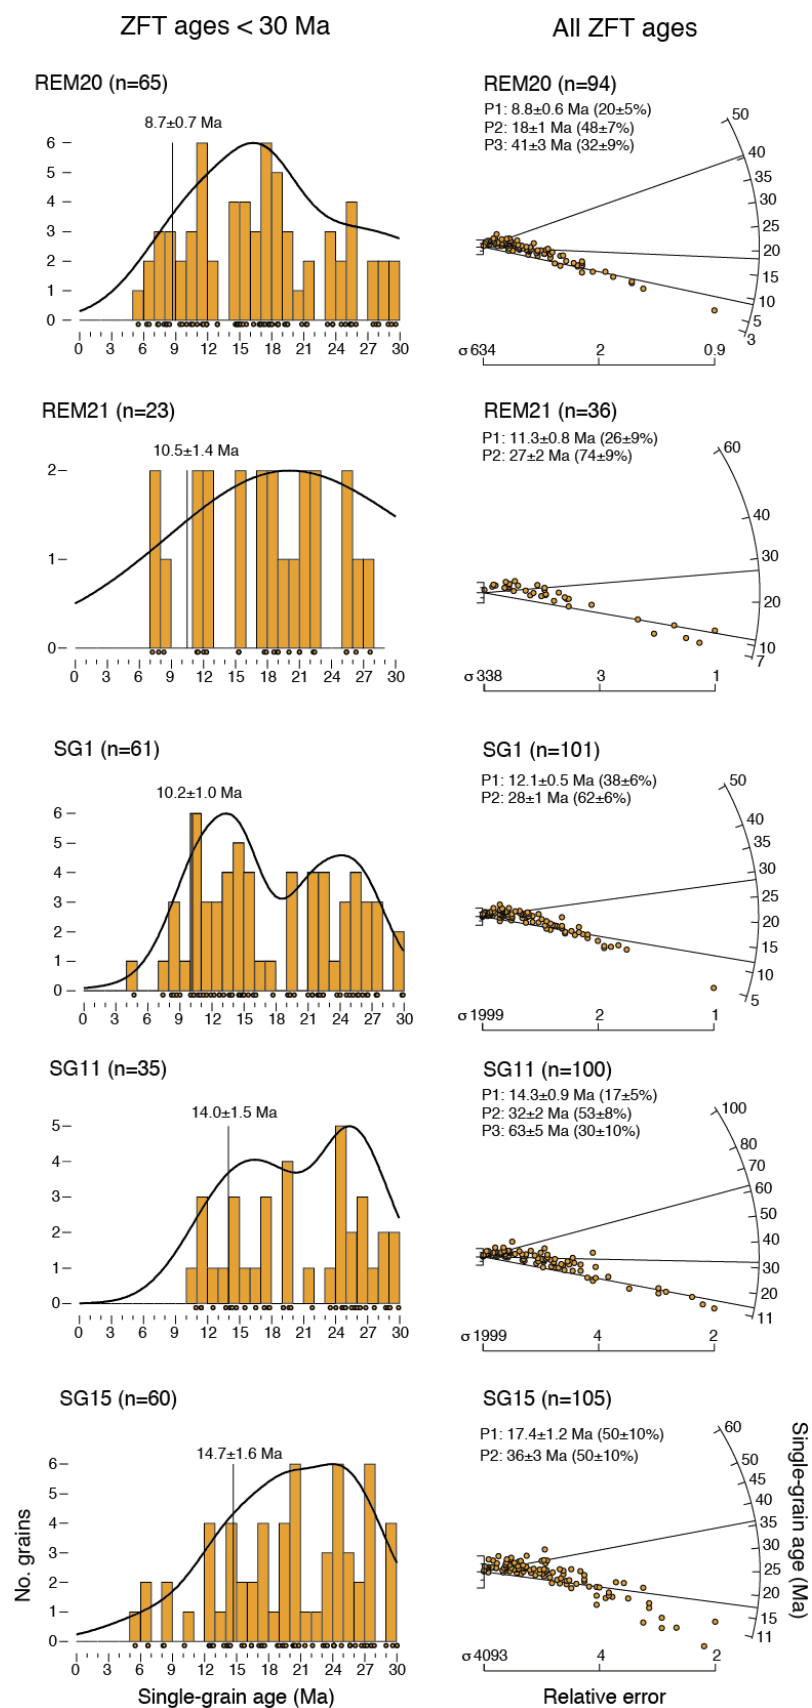 ZFT ages < 30 Ma
All ZFT ages
REM20 (n=65)
8.7±0.7 Ma
6
5
4
3
2
1
0
0 3 6 9 12 15 18 21 24 27 30
REM20 (n=94)
P1: 8.8±0.6 Ma (20±5%)
P2: 18±1 Ma (48±7%)
P3: 41±3 Ma (32±9%)
50
40
35
30
25
20
15
10
5
3
σ 634 2 0.9
REM21 (n=23)
10.5±1.4 Ma
2
1
0
0 3 6 9 12 15 18 21 24 27 30
REM21 (n=36)
P1: 11.3±0.8 Ma (26±9%)
P2: 27±2 Ma (74±9%)
60
40
30
20
10
7
σ 338 3 1
SG1 (n=61)
10.2±1.0 Ma
6
5
4
3
2
1
0
0 3 6 9 12 15 18 21 24 27 30
SG1 (n=101)
P1: 12.1±0.5 Ma (38±6%)
P2: 28±1 Ma (62±6%)
50
40
35
30
25
20
15
10
5
σ 1999 2 1
SG11 (n=35)
14.0±1.5 Ma
5
4
3
2
1
0
0 3 6 9 12 15 18 21 24 27 30
SG11 (n=100)
P1: 14.3±0.9 Ma (17±5%)
P2: 32±2 Ma (53±8%)
P3: 63±5 Ma (30±10%)
100
80
70
60
50
40
30
20
11
σ 1999 4 2
SG15 (n=60)
14.7±1.6 Ma
6
5
4
3
2
1
0
No. grains
0 3 6 9 12 15 18 21 24 27 30
Single-grain age (Ma)
SG15 (n=105)
P1: 17.4±1.2 Ma (50±10%)
P2: 36±3 Ma (50±10%)
60
50
45
40
35
30
25
20
15
11
Single-grain age (Ma)
σ 4093 4 2
Relative error